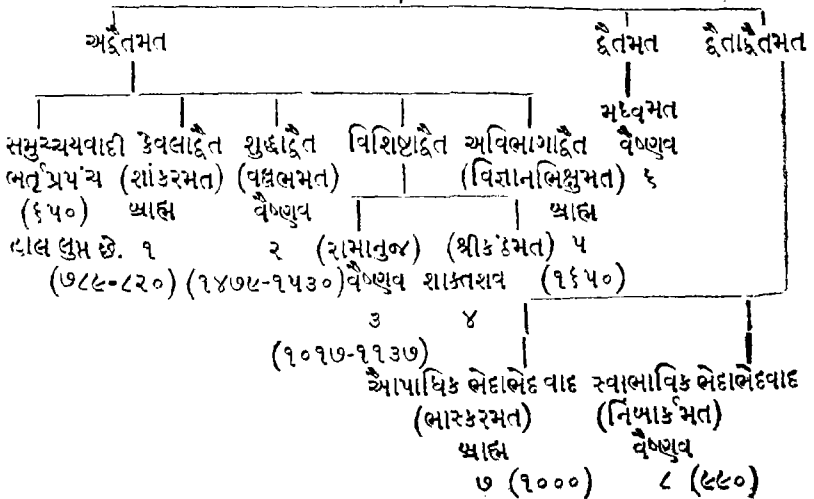 અદ્વૈતમત દ્વૈતમત દ્વૈતાદ્વૈતમત
મધ્વમત
સમુચ્ચયવાદી કેવલાદ્વૈત શુદ્ધાદ્વૈત વિશિષ્ટાદ્વૈત અવિભાગાદ્વૈત વૈષ્ણવ
ભર્તૃપ્રપંચ (શાંકરમત) (વલ્લભમત) (વિજ્ઞાનભિક્ષુમત) ૬
(૬૫૦) બ્રાહ્મ વૈષ્ણવ બ્રાહ્મ
હાલ લુપ્ત છે. ૧ ૨ (રામાનુજ) (શ્રીકંઠમત) ૫
(૭૮૯-૮૨૦) (૧૪૭૯-૧૫૩૦) વૈષ્ણવ શાક્તશવ (૧૬૫૦)
૩ ૪
(૧૦૧૭-૧૧૩૭)
ઐપાધિક ભેદાભેદ વાદ સ્વાભાવિક ભેદાભેદવાદ
(ભાસ્કરમત) (નિંબાર્કમત)
બ્રાહ્મ વૈષ્ણવ
૭ (૧૦૦૦) ૮ (૯૯૦)